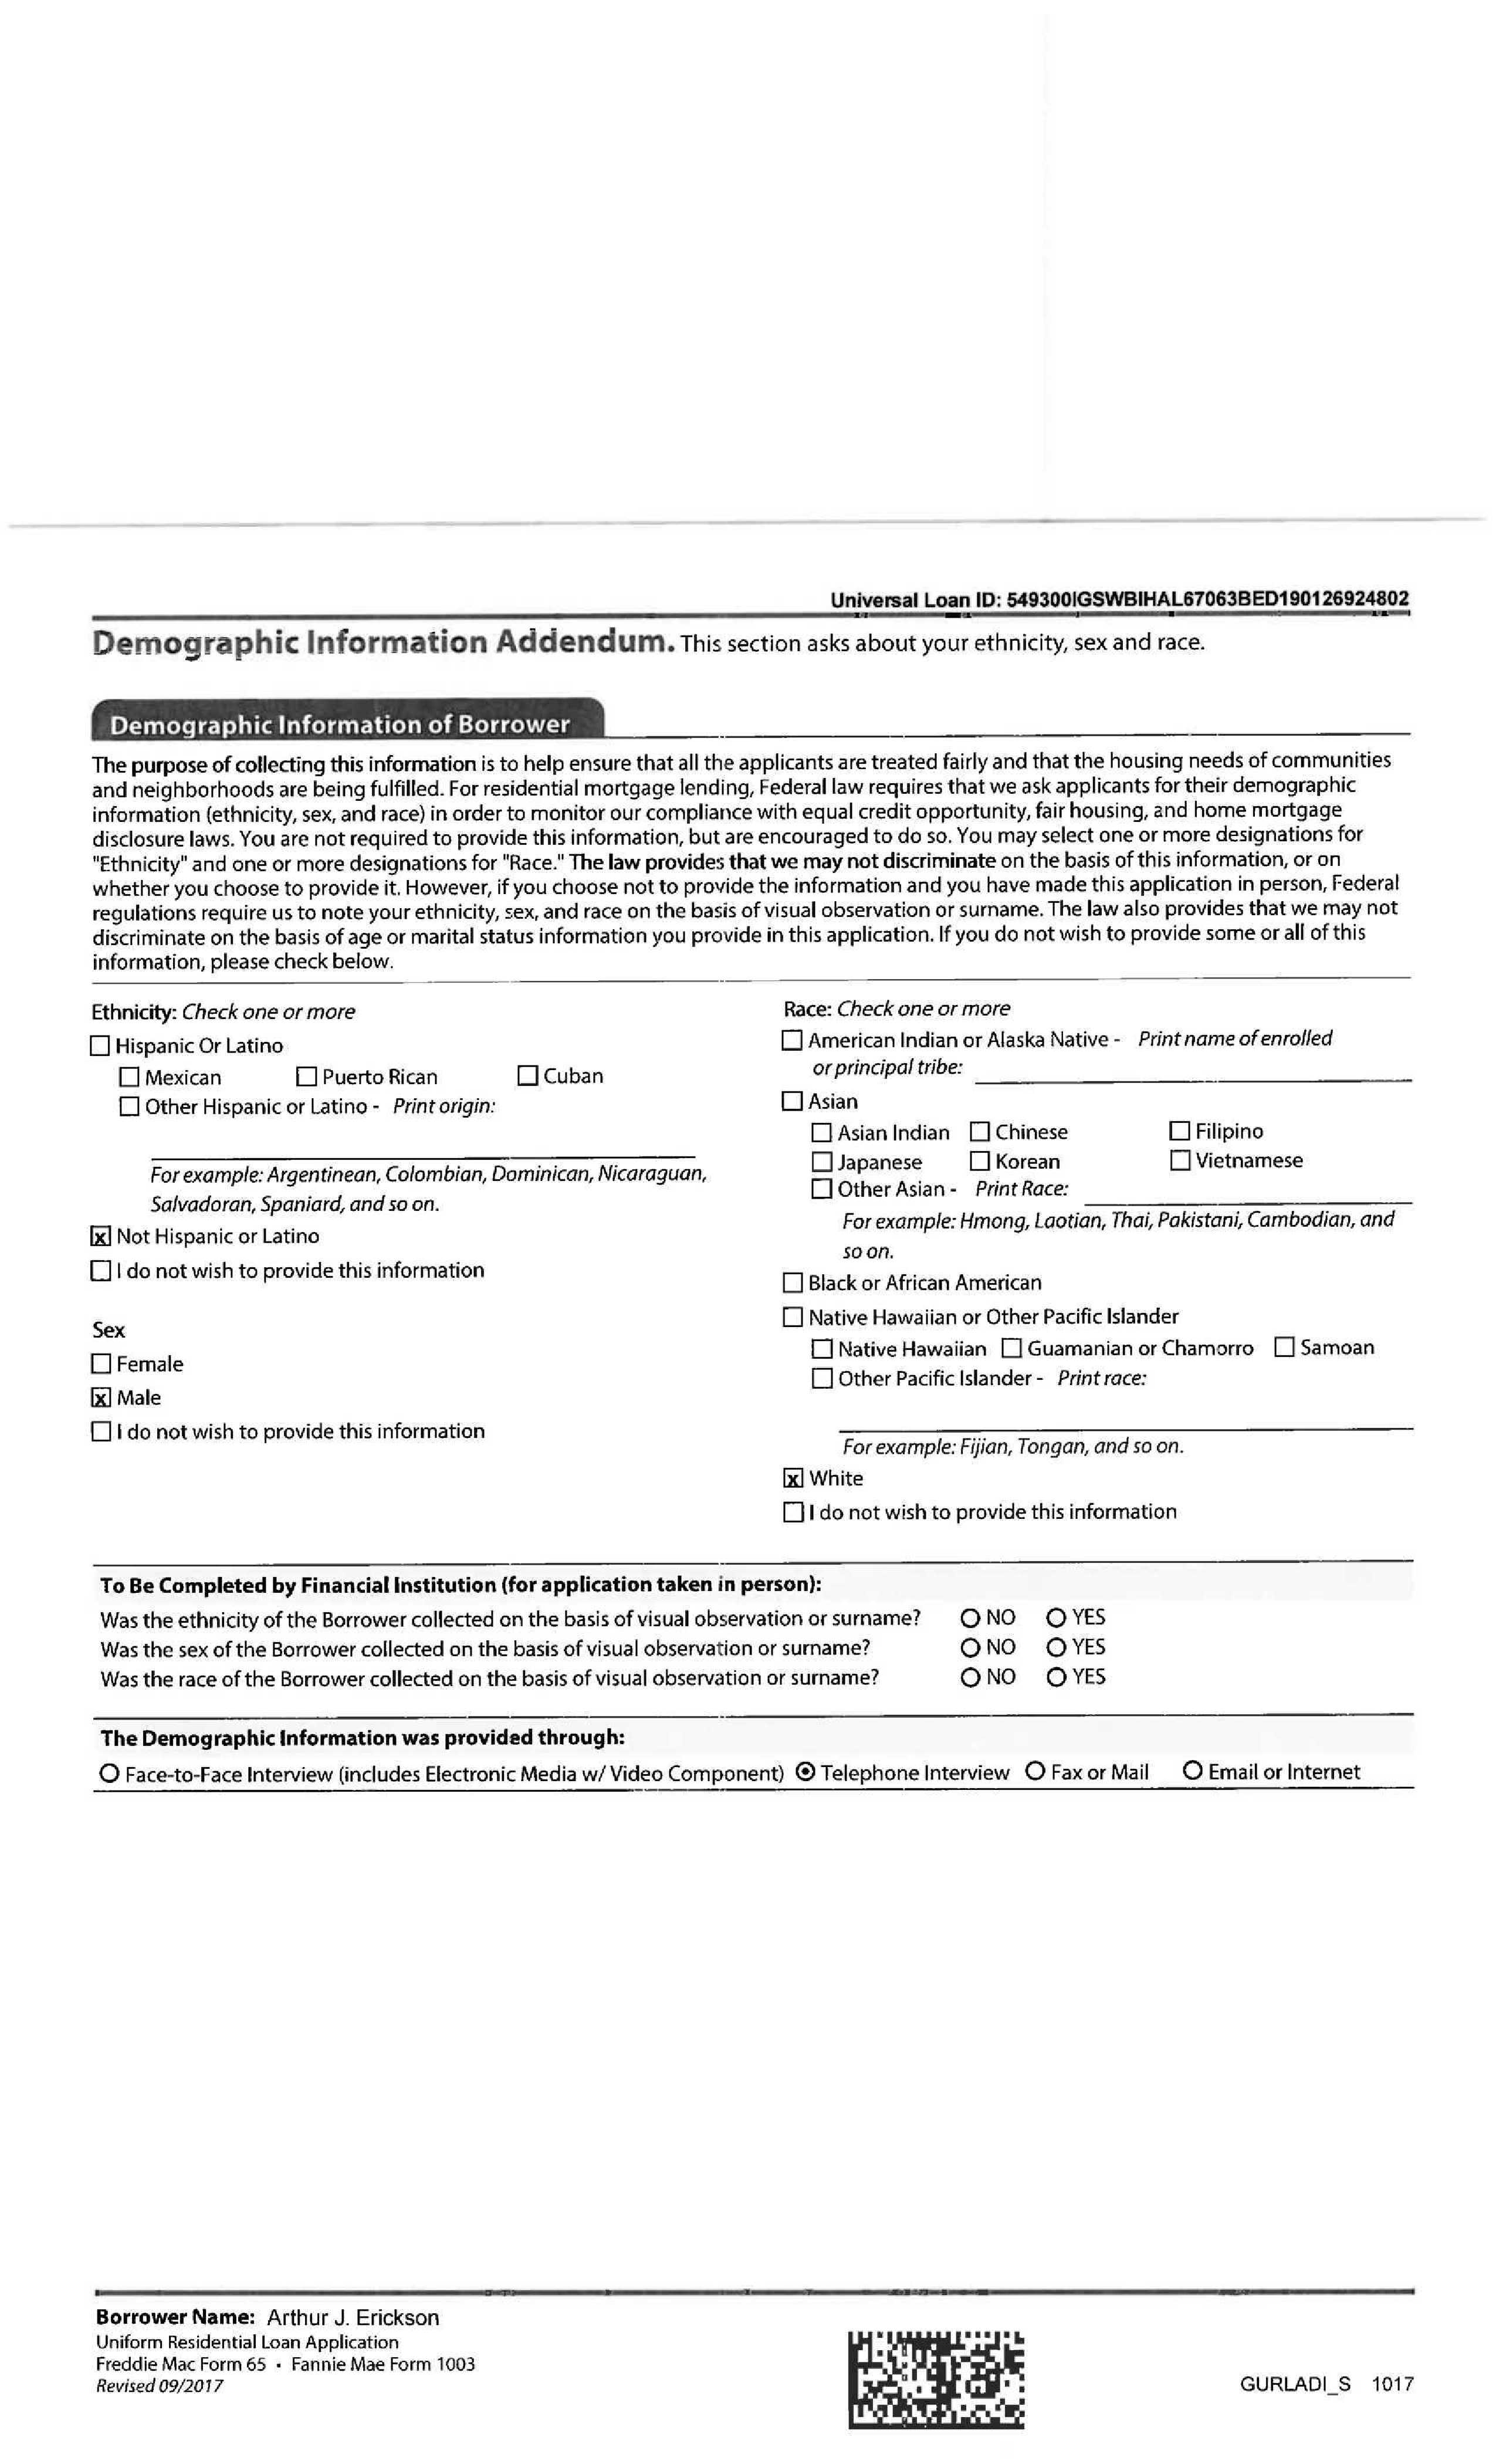 Universal Loan ID: 549300IGSWBIHAL67063BED190126924802
Demographic Information Addendum. This section asks about your ethnicity, sex and race.
Demographic Information of Borrower
The purpose of collecting this information is to help ensure that all the applicants are treated fairly and that the housing needs of communities
and neighborhoods are being fulfilled. For residential mortgage lending, Federal law requires that we ask applicants for their demographic
information (ethnicity, sex, and race) in order to monitor our compliance with equal credit opportunity, fair housing, and home mortgage
disclosure laws. You are not required to provide this information, but are encouraged to do so. You may select one or more designations for
"Ethnicity" and one or more designations for "Race." The law provides that we may not discriminate on the basis of this information, or on
whether you choose to provide it. However, if you choose not to provide the information and you have made this application in person, Federal
regulations require us to note your ethnicity, sex, and race on the basis of visual observation or surname. The law also provides that we may not
discriminate on the basis of age or marital status information you provide in this application. If you do not wish to provide some or all of this
information, please check below.
Ethnicity: Check one or more
☐ Hispanic Or Latino
☐ Mexican ☐ Puerto Rican ☐ Cuban
☐ Other Hispanic or Latino - Print origin:
For example: Argentinean, Colombian, Dominican, Nicaraguan,
Salvadoran, Spaniard, and so on.
☒ Not Hispanic or Latino
☐ I do not wish to provide this information
Sex
☐ Female
☒ Male
☐ I do not wish to provide this information
Race: Check one or more
☐ American Indian or Alaska Native - Print name of enrolled
or principal tribe:
☐ Asian
☐ Asian Indian ☐ Chinese ☐ Filipino
☐ Japanese ☐ Korean ☐ Vietnamese
☐ Other Asian - Print Race:
For example: Hmong, Laotian, Thai, Pakistani, Cambodian, and
so on.
☐ Black or African American
☐ Native Hawaiian or Other Pacific Islander
☐ Native Hawaiian ☐ Guamanian or Chamorro ☐ Samoan
☐ Other Pacific Islander - Print race:
For example: Fijian, Tongan, and so on.
☒ White
☐ I do not wish to provide this information
To Be Completed by Financial Institution (for application taken in person):
Was the ethnicity of the Borrower collected on the basis of visual observation or surname? ○ NO ○ YES
Was the sex of the Borrower collected on the basis of visual observation or surname? ○ NO ○ YES
Was the race of the Borrower collected on the basis of visual observation or surname? ○ NO ○ YES
The Demographic Information was provided through:
○ Face-to-Face Interview (includes Electronic Media w/ Video Component) ⦿ Telephone Interview ○ Fax or Mail ○ Email or Internet
Borrower Name: Arthur J. Erickson
Uniform Residential Loan Application
Freddie Mac Form 65 • Fannie Mae Form 1003
Revised 09/2017
GURLADI_S 1017